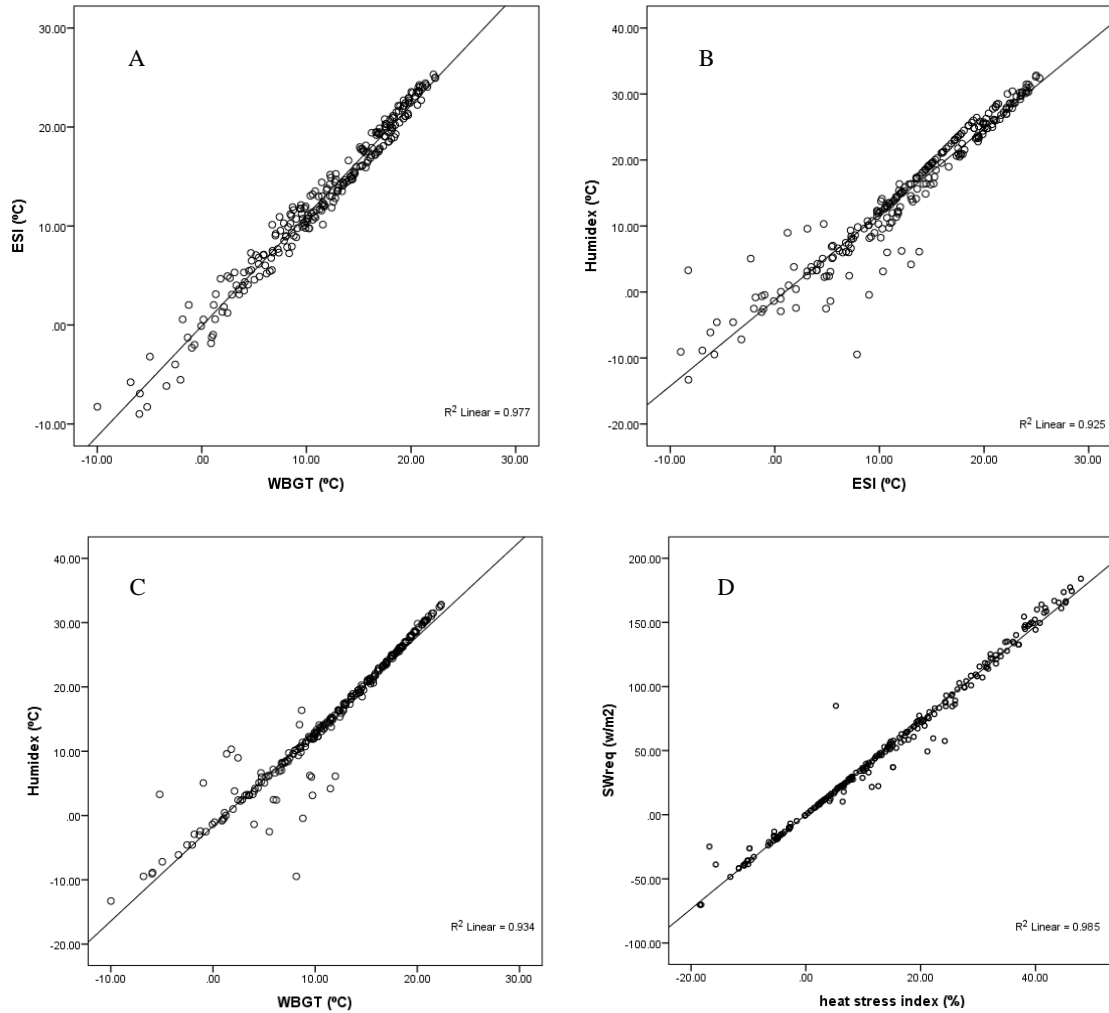 A
30.00
20.00
10.00
.00
-10.00
ESI (ºC)
R² Linear = 0.977
-10.00 .00 10.00 20.00 30.00
WBGT (ºC)
B
40.00
30.00
20.00
10.00
.00
-10.00
-20.00
Humidex (ºC)
R² Linear = 0.925
-10.00 .00 10.00 20.00 30.00
ESI (ºC)
C
40.00
30.00
20.00
10.00
.00
-10.00
-20.00
Humidex (ºC)
R² Linear = 0.934
-10.00 .00 10.00 20.00 30.00
WBGT (ºC)
D
200.00
150.00
100.00
50.00
.00
-50.00
-100.00
SWreq (w/m2)
R² Linear = 0.985
-20.00 .00 20.00 40.00
heat stress index (%)